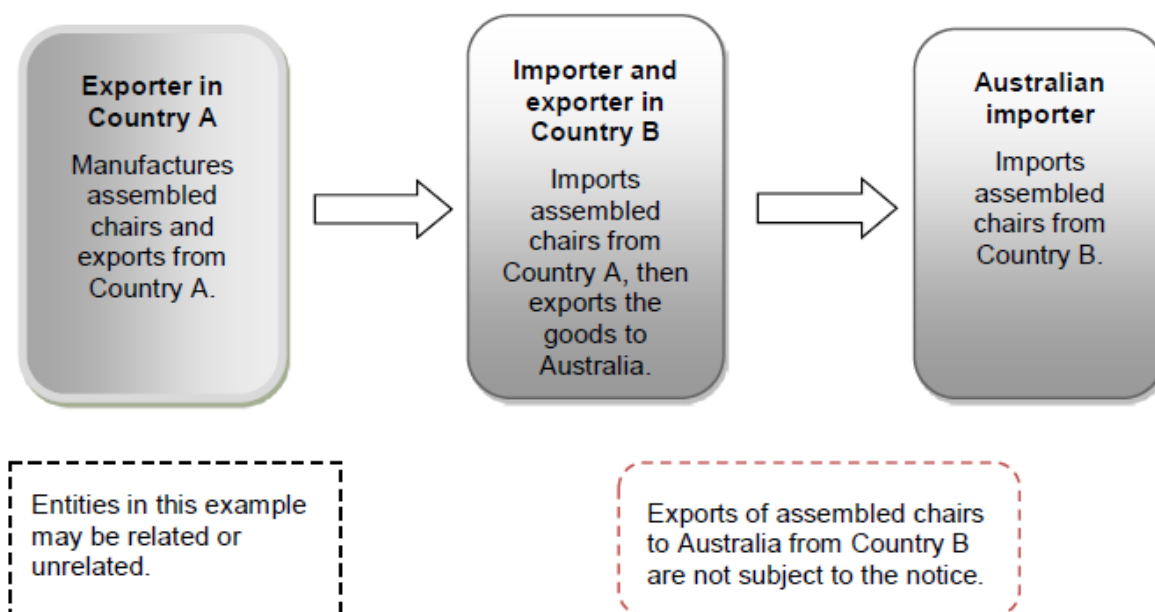 Exporter in
Country A
Manufactures
assembled
chairs and
exports from
Country A.
Importer and
exporter in
Country B
Imports
assembled
chairs from
Country A, then
exports the
goods to
Australia.
Australian
importer
Imports
assembled
chairs from
Country B.
Entities in this example
may be related or
unrelated.
Exports of assembled chairs
to Australia from Country B
are not subject to the notice.